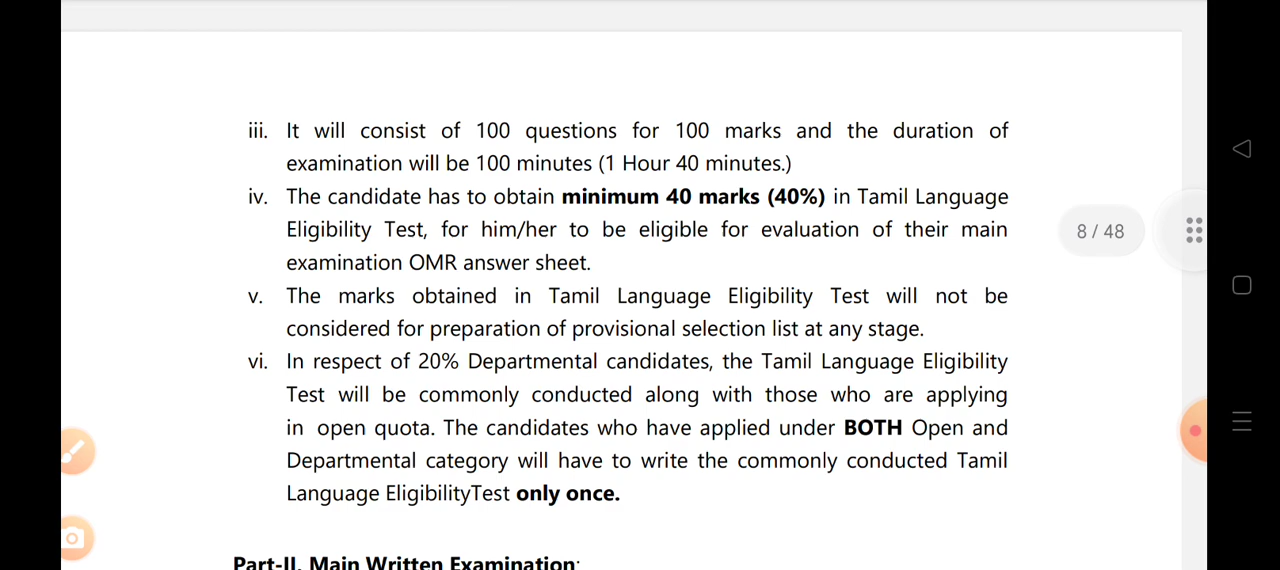 iii. It will consist of 100 questions for 100 marks and the duration of
examination will be 100 minutes (1 Hour 40 minutes.)
iv. The candidate has to obtain minimum 40 marks (40%) in Tamil Language
Eligibility Test, for him/her to be eligible for evaluation of their main
examination OMR answer sheet.
8 / 48
v. The marks obtained in Tamil Language Eligibility Test will not be
considered for preparation of provisional selection list at any stage.
vi. In respect of 20% Departmental candidates, the Tamil Language Eligibility
Test will be commonly conducted along with those who are applying
in open quota. The candidates who have applied under BOTH Open and
Departmental category will have to write the commonly conducted Tamil
Language EligibilityTest only once.
Part-II. Main Written Examination: